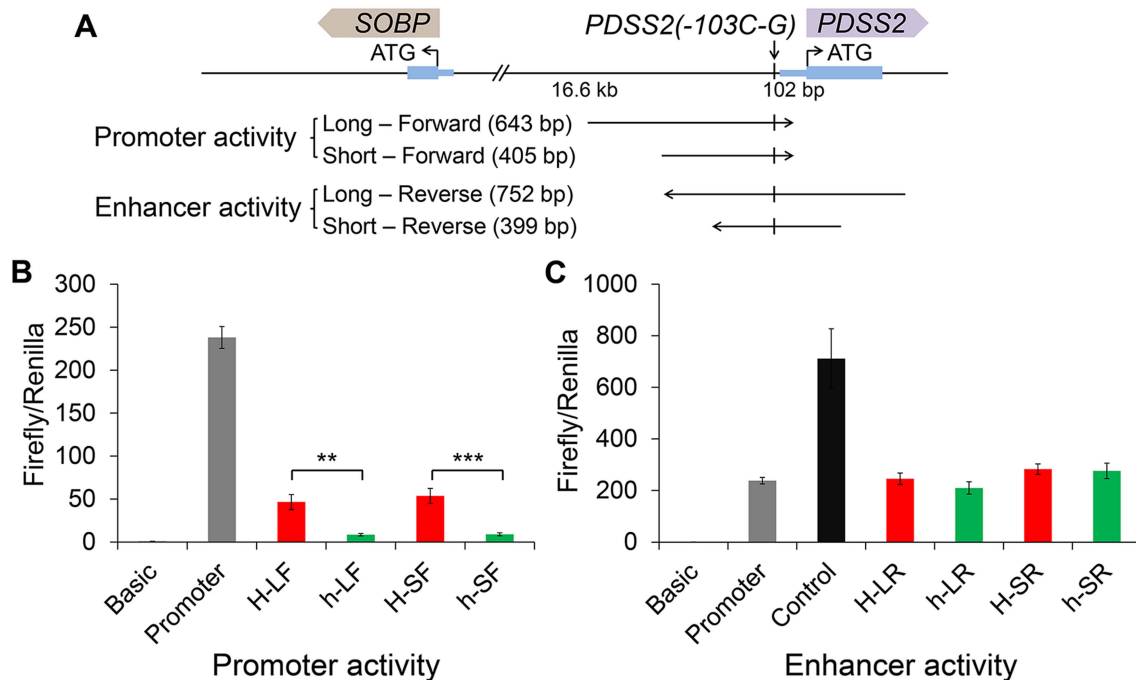 A
SOBP
PDSS2(-103C-G)
PDSS2
ATG
ATG
16.6 kb
102 bp
Promoter activity
Long – Forward (643 bp)
Short – Forward (405 bp)
Enhancer activity
Long – Reverse (752 bp)
Short – Reverse (399 bp)
B
Firefly/Renilla
300
250
200
150
100
50
0
**
***
Basic
Promoter
H-LF
h-LF
H-SF
h-SF
Promoter activity
C
Firefly/Renilla
1000
800
600
400
200
0
Basic
Promoter
Control
H-LR
h-LR
H-SR
h-SR
Enhancer activity